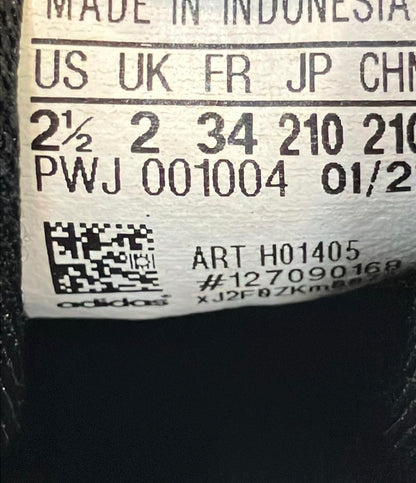 MADE IN INDONESIA
US UK FR JP CHN
2½ 2 34 210 210
PWJ 001004 01/2
ART H01405
#127090168
adidas